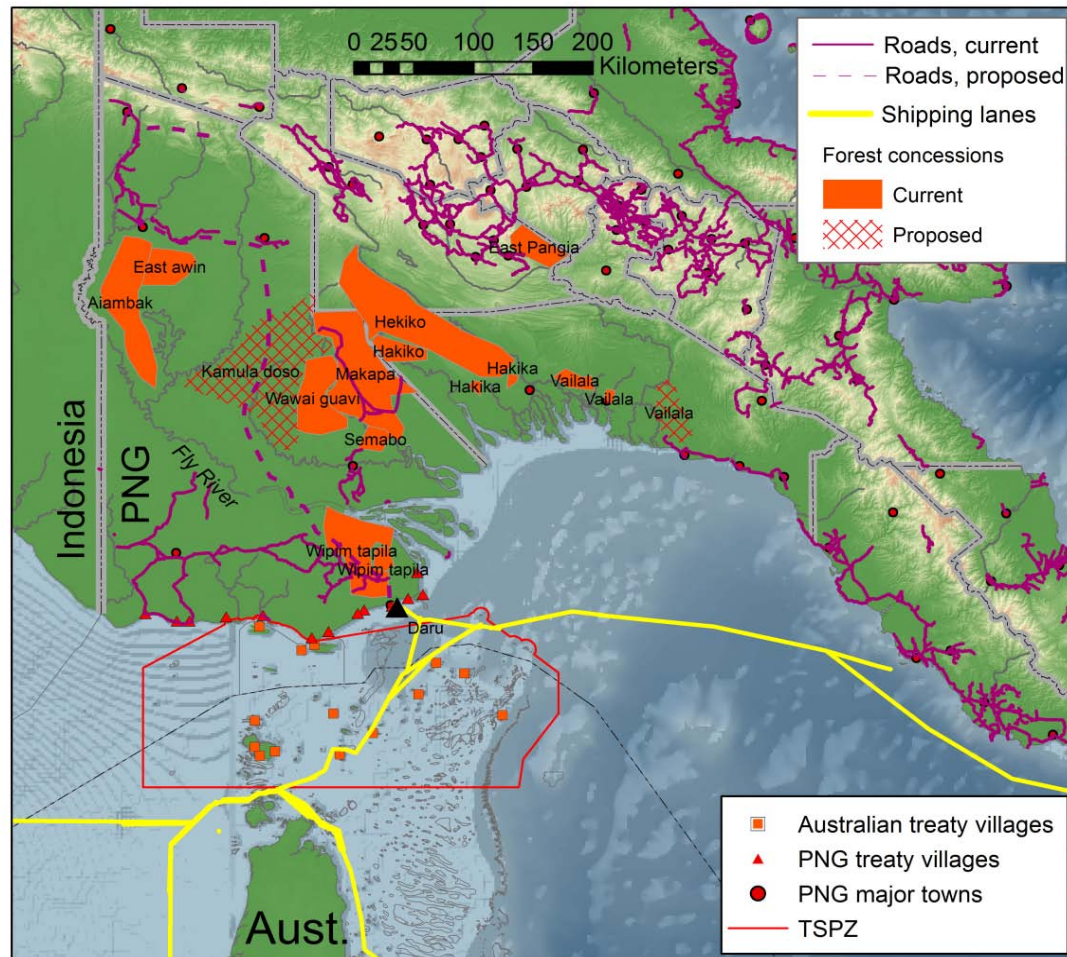 0 25 50 100 150 200
Kilometers
Roads, current
Roads, proposed
Shipping lanes
Forest concessions
Current
Proposed
East Pangia
East awin
Aiambak
Hekiko
Hakiko
Kamula doso
Makapa
Hakika
Hakika
Vailala
Vailala
Vailala
Wawai guavi
Semabo
Indonesia
PNG
Fly River
Wipim tapila
Wipim tapila
Daru
Aust.
Australian treaty villages
PNG treaty villages
PNG major towns
TSPZ